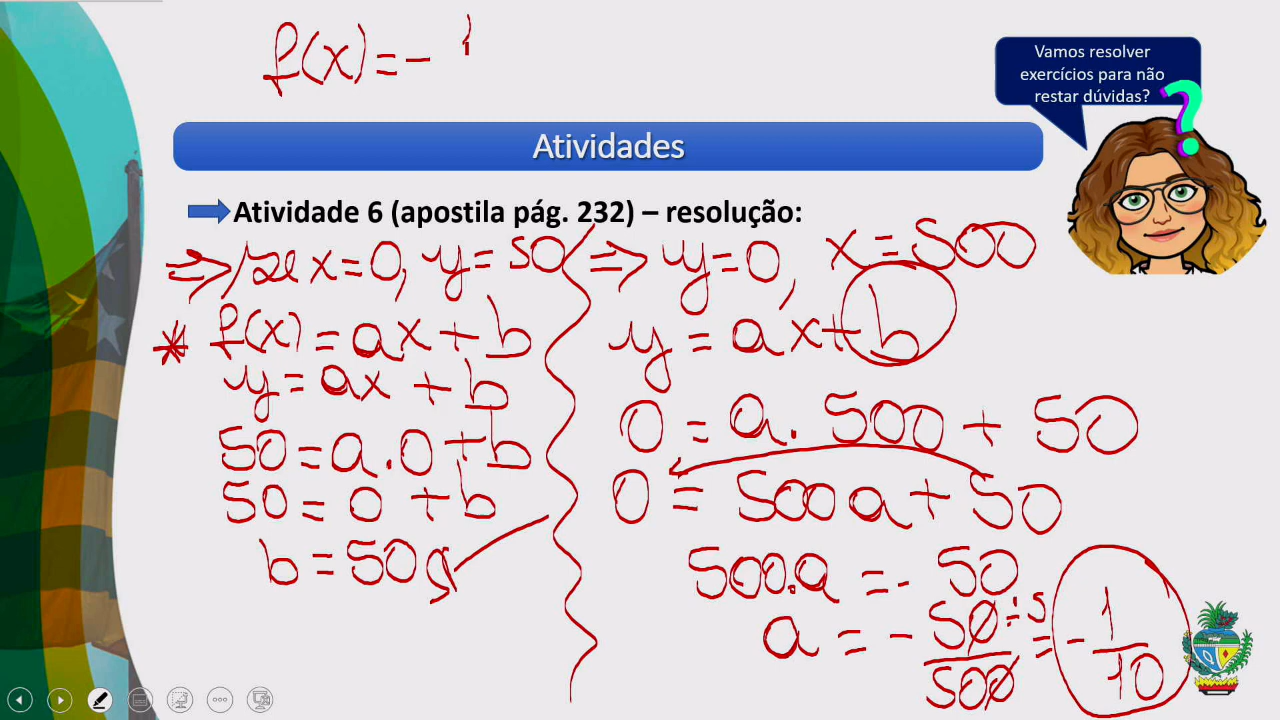 f(x) = - 1
Vamos resolver
exercícios para não
restar dúvidas?
?
Atividades
Atividade 6 (apostila pág. 232) – resolução:
=> se x = 0, y = 50
* f(x) = ax + b
y = ax + b
50 = a.0 + b
50 = 0 + b
b = 50
=> y = 0, x = 500
y = ax + b
0 = a. 500 + 50
0 = 500a + 50
500.a = - 50
a = - 50/500 ÷5 = - 1/10